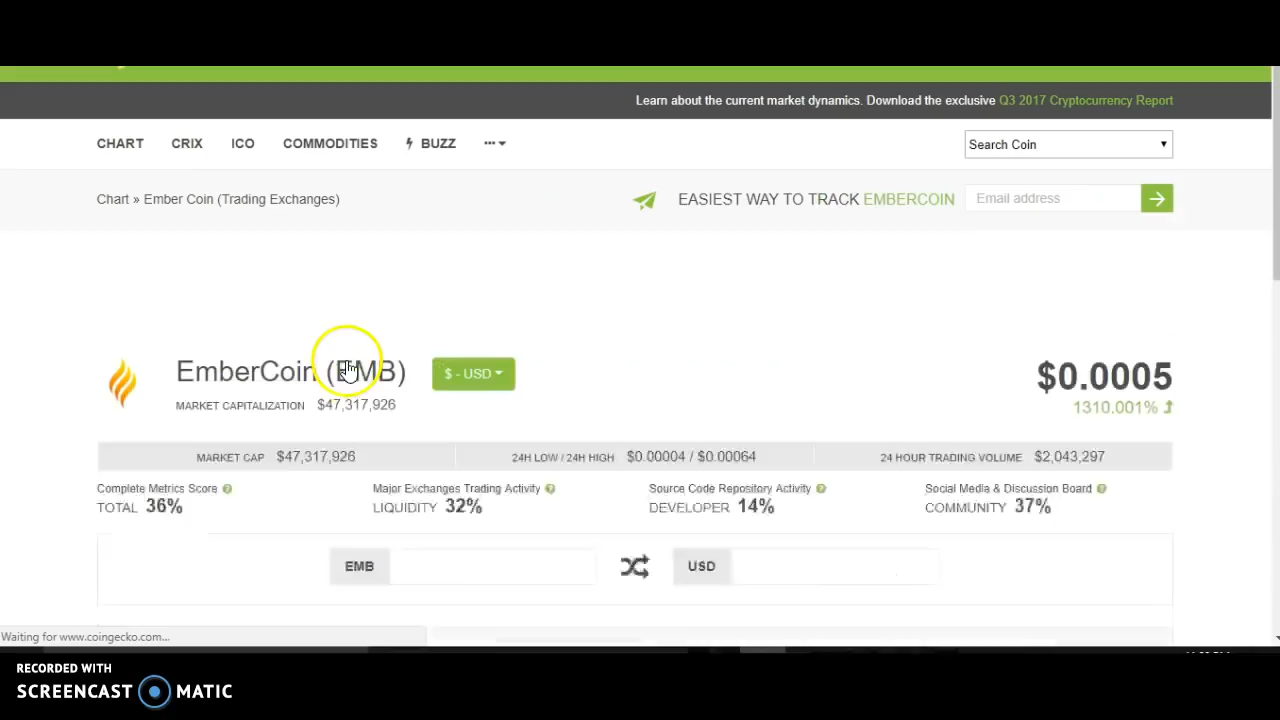 Learn about the current market dynamics. Download the exclusive Q3 2017 Cryptocurrency Report
CHART CRIX ICO COMMODITIES BUZZ ••• Search Coin
Chart » Ember Coin (Trading Exchanges) EASIEST WAY TO TRACK EMBERCOIN Email address
EmberCoin (EMB) $ - USD $0.0005
MARKET CAPITALIZATION $47,317,926 1310.001%
MARKET CAP $47,317,926 24H LOW / 24H HIGH $0.00004 / $0.00064 24 HOUR TRADING VOLUME $2,043,297
Complete Metrics Score Major Exchanges Trading Activity Source Code Repository Activity Social Media & Discussion Board
TOTAL 36% LIQUIDITY 32% DEVELOPER 14% COMMUNITY 37%
EMB USD
Waiting for www.coingecko.com...
RECORDED WITH
SCREENCAST MATIC